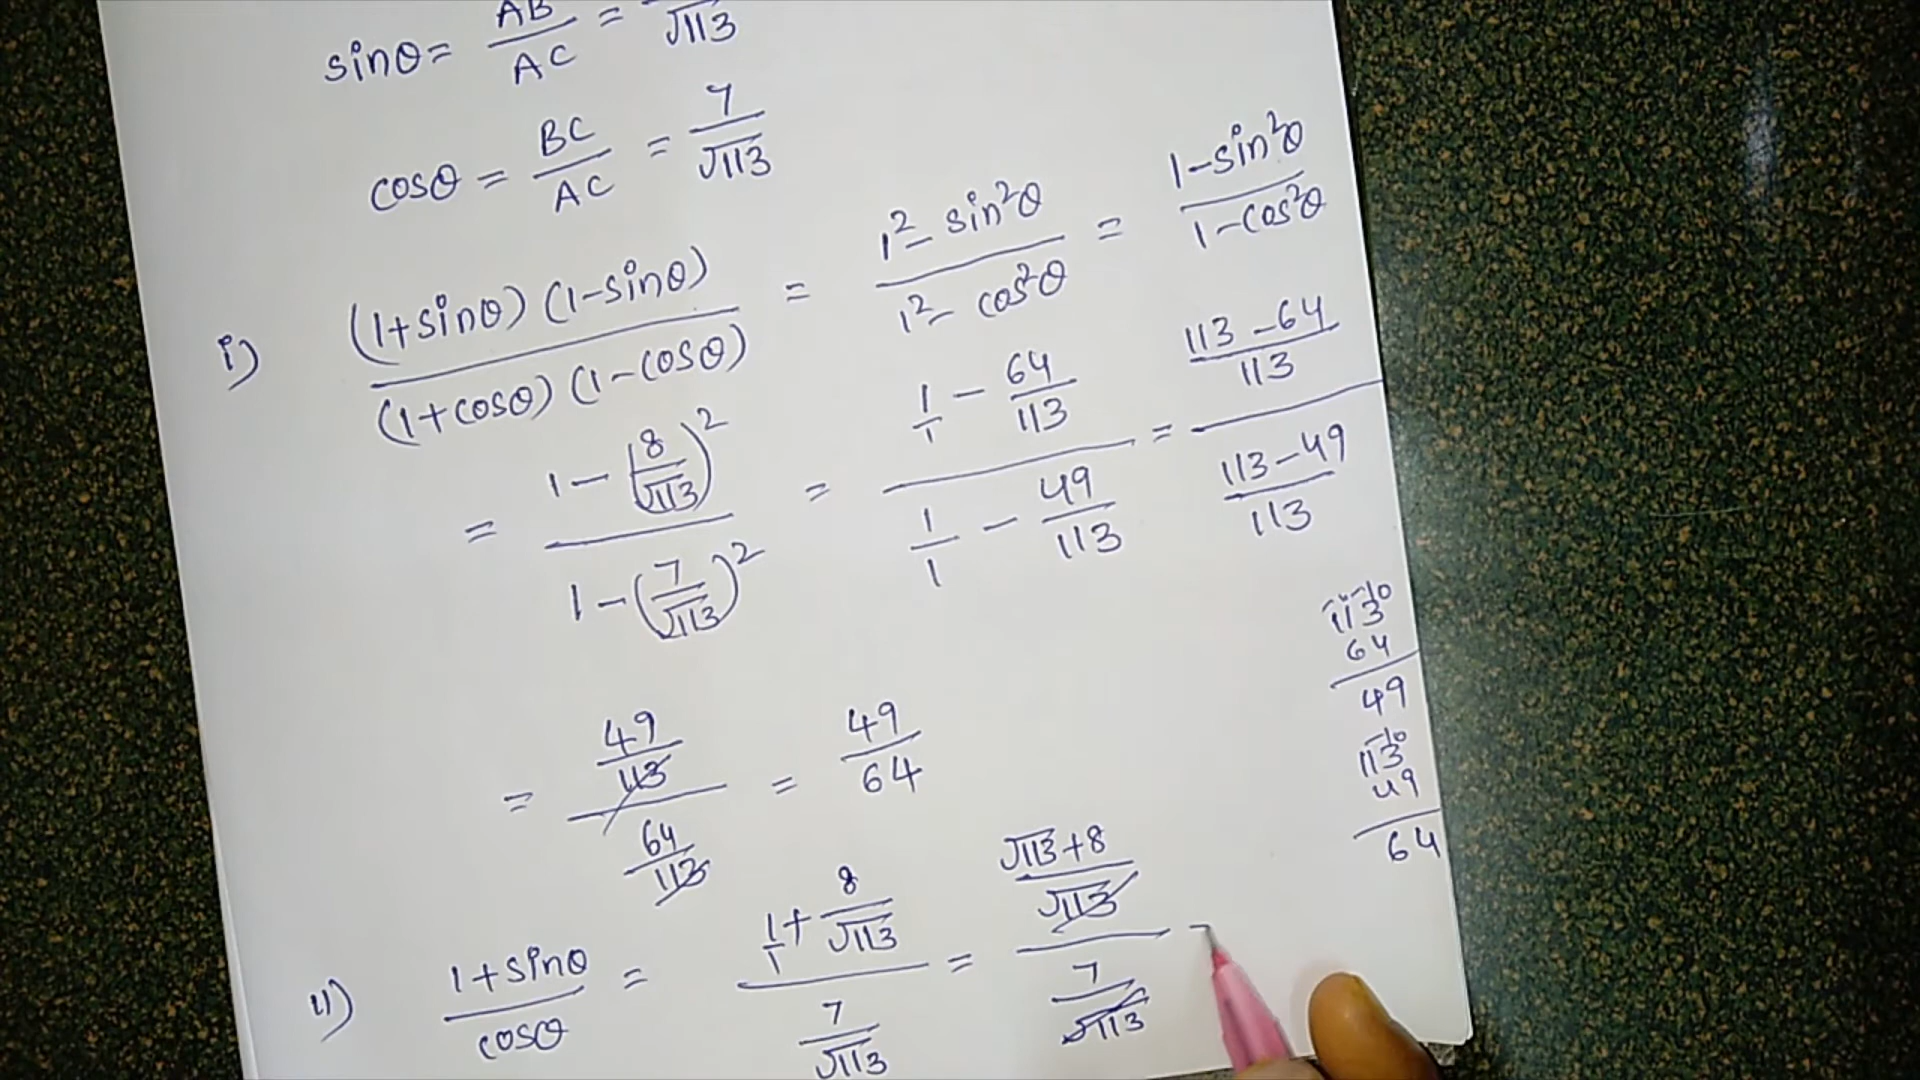 sinθ = AB/AC = /√113
cosθ = BC/AC = 7/√113
i) (1+sinθ)(1-sinθ)/(1+cosθ)(1-cosθ) = 1²-sin²θ/1²-cos²θ = 1-sin²θ/1-cos²θ
= 1-(8/√113)²/1-(7/√113)² = 1/1 - 64/113 / 1/1 - 49/113 = 113-64/113 / 113-49/113
= 49/113 / 64/113 = 49/64
113
64
49
113
49
64
ii) 1+sinθ/cosθ = 1/1 + 8/√113 / 7/√113 = √113+8/√113 / 7/√113 -